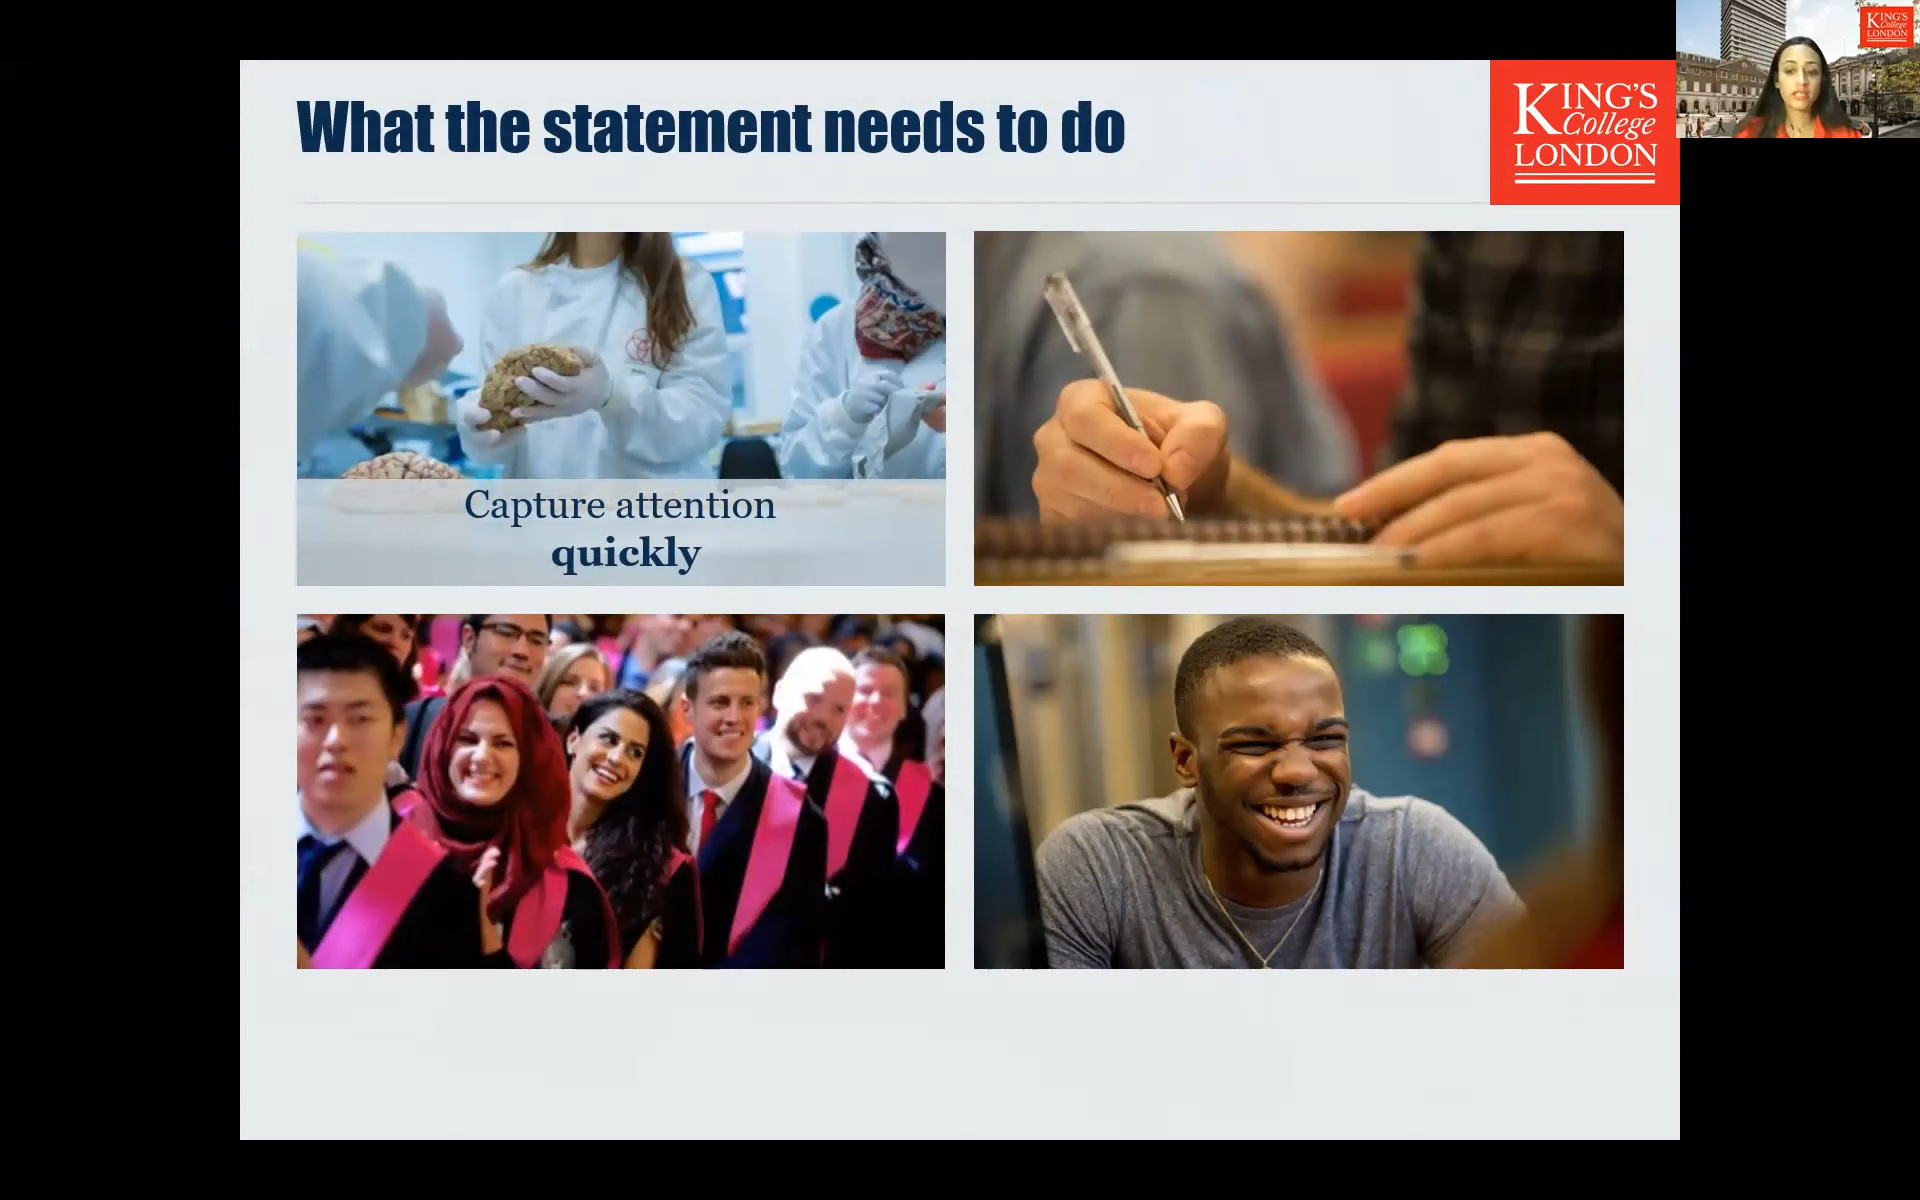 What the statement needs to do
KING'S
College
LONDON
KING'S
College
LONDON
Capture attention
quickly